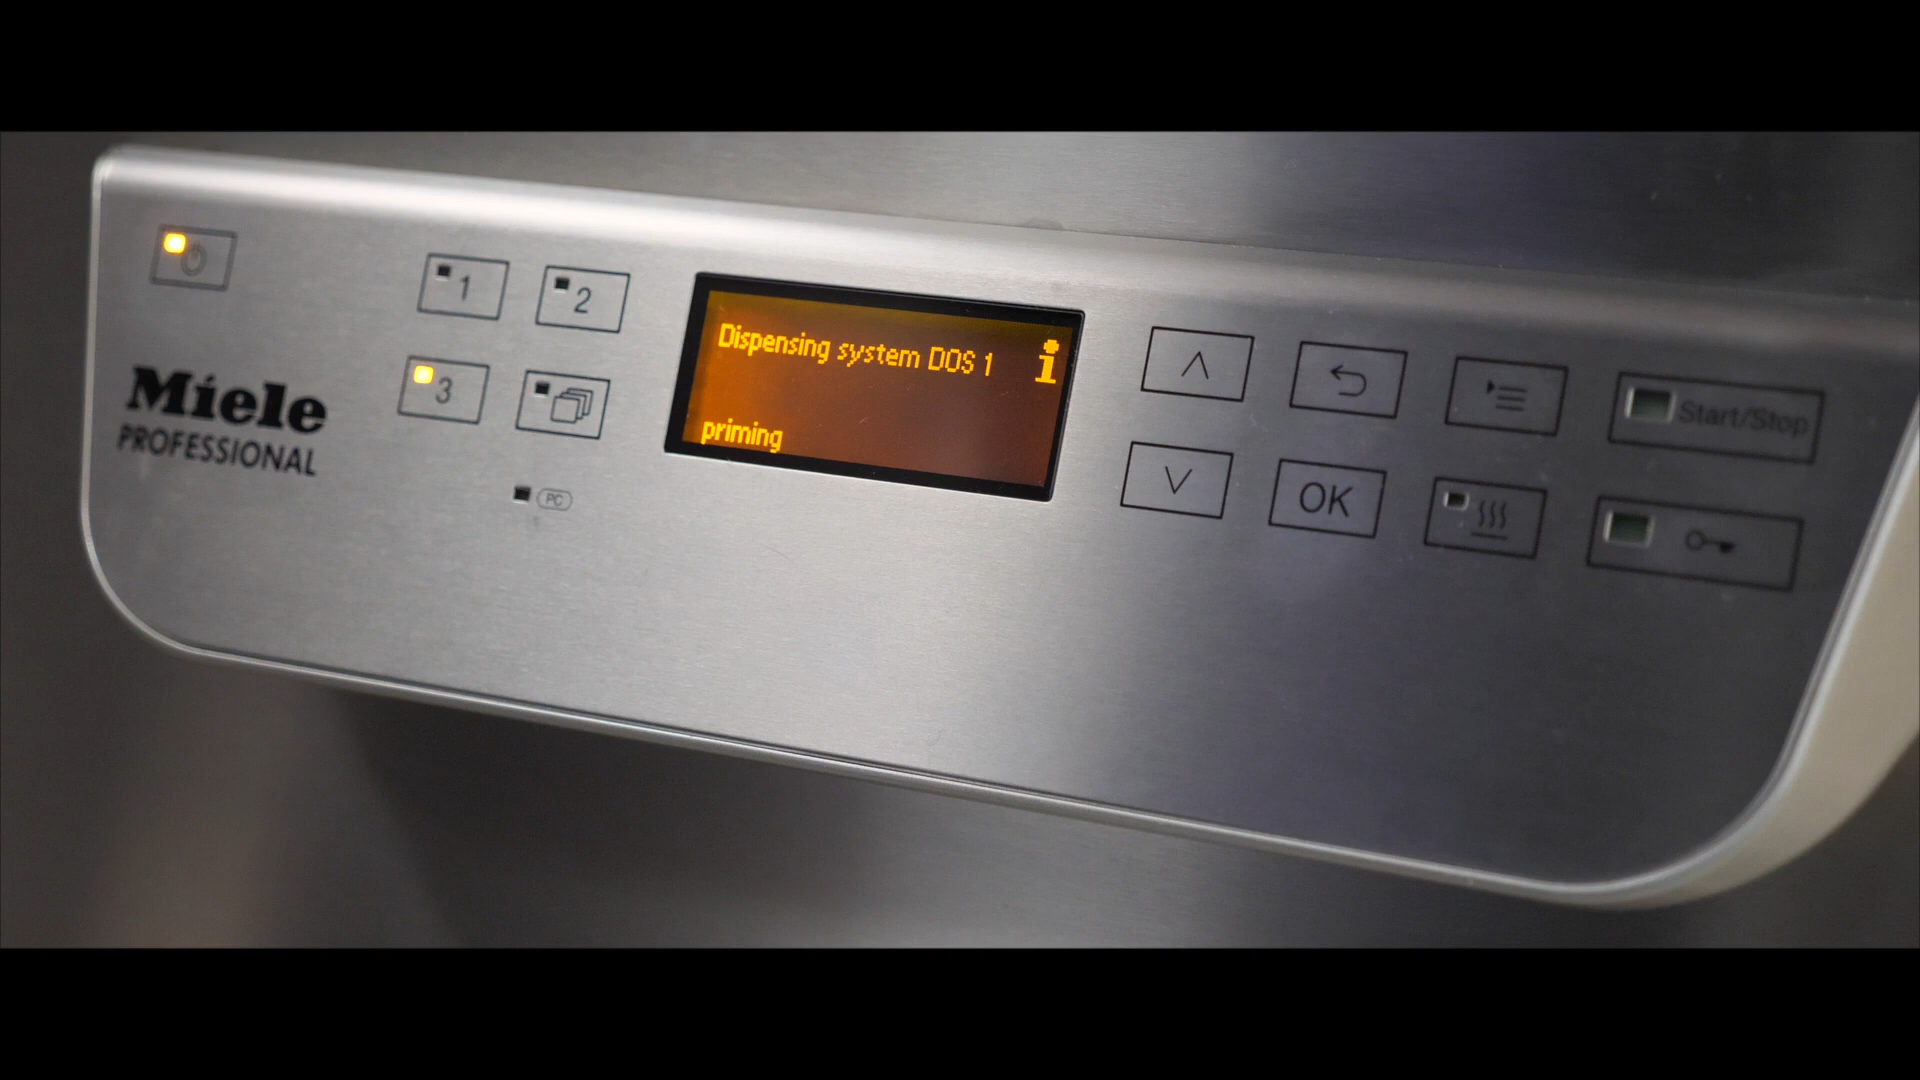 1
2
3
Miele
PROFESSIONAL
PC
Dispensing system DOS 1
i
priming
Start/Stop
OK